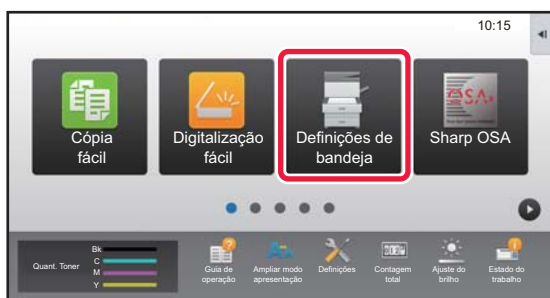 10:15
Cópia
fácil
Digitalização
fácil
Definições de
bandeja
OSA
Sharp OSA
Quant. Toner
Bk
C
M
Y
Guia de
operação
Ampliar modo
apresentação
Definições
Contagem
total
Ajuste do
brilho
Estado do
trabalho